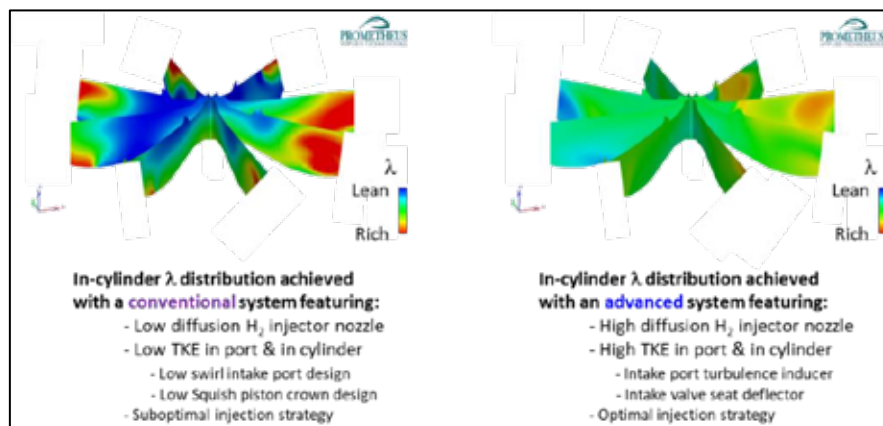 PROMETHEUS
λ
Lean
Rich
In-cylinder λ distribution achieved
with a conventional system featuring:
- Low diffusion H₂ injector nozzle
- Low TKE in port & in cylinder
- Low swirl intake port design
- Low Squish piston crown design
- Suboptimal injection strategy
PROMETHEUS
λ
Lean
Rich
In-cylinder λ distribution achieved
with an advanced system featuring:
- High diffusion H₂ injector nozzle
- High TKE in port & in cylinder
- Intake port turbulence inducer
- Intake valve seat deflector
- Optimal injection strategy